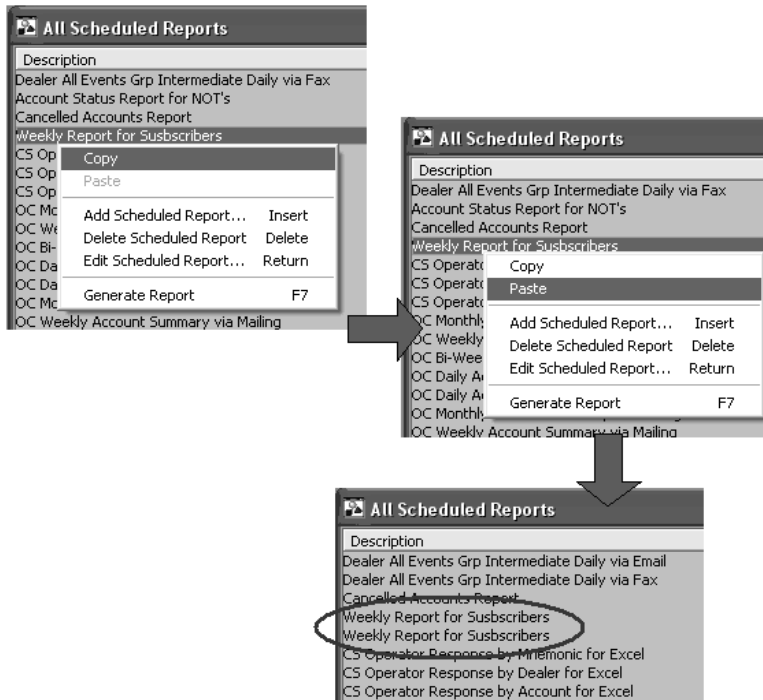 All Scheduled Reports
Description
Dealer All Events Grp Intermediate Daily via Fax
Account Status Report for NOT's
Cancelled Accounts Report
Weekly Report for Susbscribers
CS Op
CS Op
CS Op
OC Mo
OC We
OC Bi-
OC Da
OC Da
OC Mo
OC Weekly Account Summary via Mailing
Copy
Paste
Add Scheduled Report... Insert
Delete Scheduled Report Delete
Edit Scheduled Report... Return
Generate Report F7
All Scheduled Reports
Description
Dealer All Events Grp Intermediate Daily via Fax
Account Status Report for NOT's
Cancelled Accounts Report
Weekly Report for Susbscribers
CS Operato
CS Operato
CS Operato
OC Monthly
OC Weekly
OC Bi-Wee
OC Daily A
OC Daily A
OC Monthly
OC Weekly Account Summary via Mailing
Copy
Paste
Add Scheduled Report... Insert
Delete Scheduled Report Delete
Edit Scheduled Report... Return
Generate Report F7
All Scheduled Reports
Description
Dealer All Events Grp Intermediate Daily via Email
Dealer All Events Grp Intermediate Daily via Fax
Cancelled Accounts Report
Weekly Report for Susbscribers
Weekly Report for Susbscribers
CS Operator Response by Mnemonic for Excel
CS Operator Response by Dealer for Excel
CS Operator Response by Account for Excel